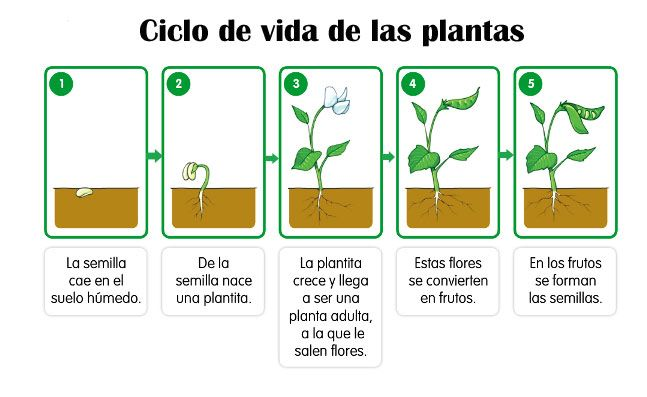 Ciclo de vida de las plantas
1
2
3
4
5
La semilla
cae en el
suelo húmedo.
De la
semilla nace
una plantita.
La plantita
crece y llega
a ser una
planta adulta,
a la que le
salen flores.
Estas flores
se convierten
en frutos.
En los frutos
se forman
las semillas.